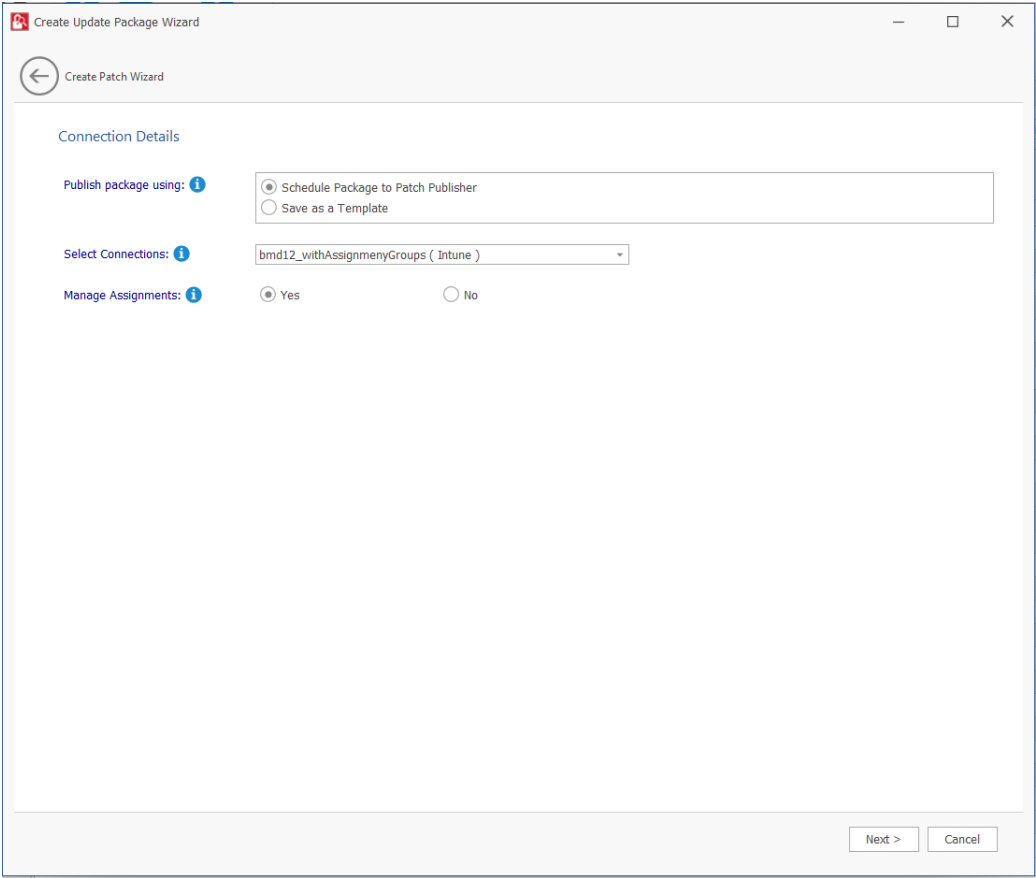 Create Update Package Wizard
Create Patch Wizard
Connection Details
Publish package using:
Schedule Package to Patch Publisher
Save as a Template
Select Connections:
bmd12_withAssignmenyGroups ( Intune )
Manage Assignments:
Yes
No
Next >
Cancel